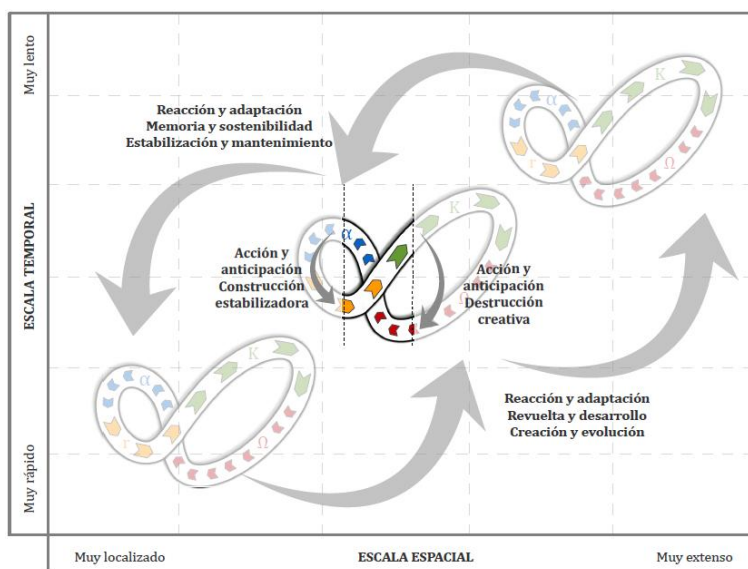 Muy lento
ESCALA TEMPORAL
Muy rápido
K
α
r
Ω
Reacción y adaptación
Memoria y sostenibilidad
Estabilización y mantenimiento
K
α
Acción y
anticipación
Construcción
estabilizadora
Acción y
anticipación
Destrucción
creativa
K
α
r
Ω
Reacción y adaptación
Revuelta y desarrollo
Creación y evolución
Muy localizado
ESCALA ESPACIAL
Muy extenso